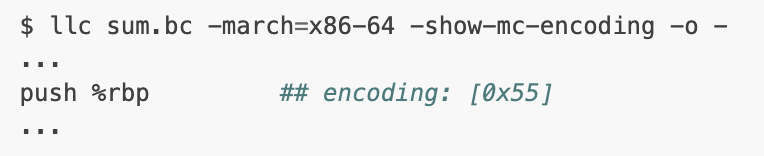 $ llc sum.bc -march=x86-64 -show-mc-encoding -o -
...
push %rbp          ## encoding: [0x55]
...